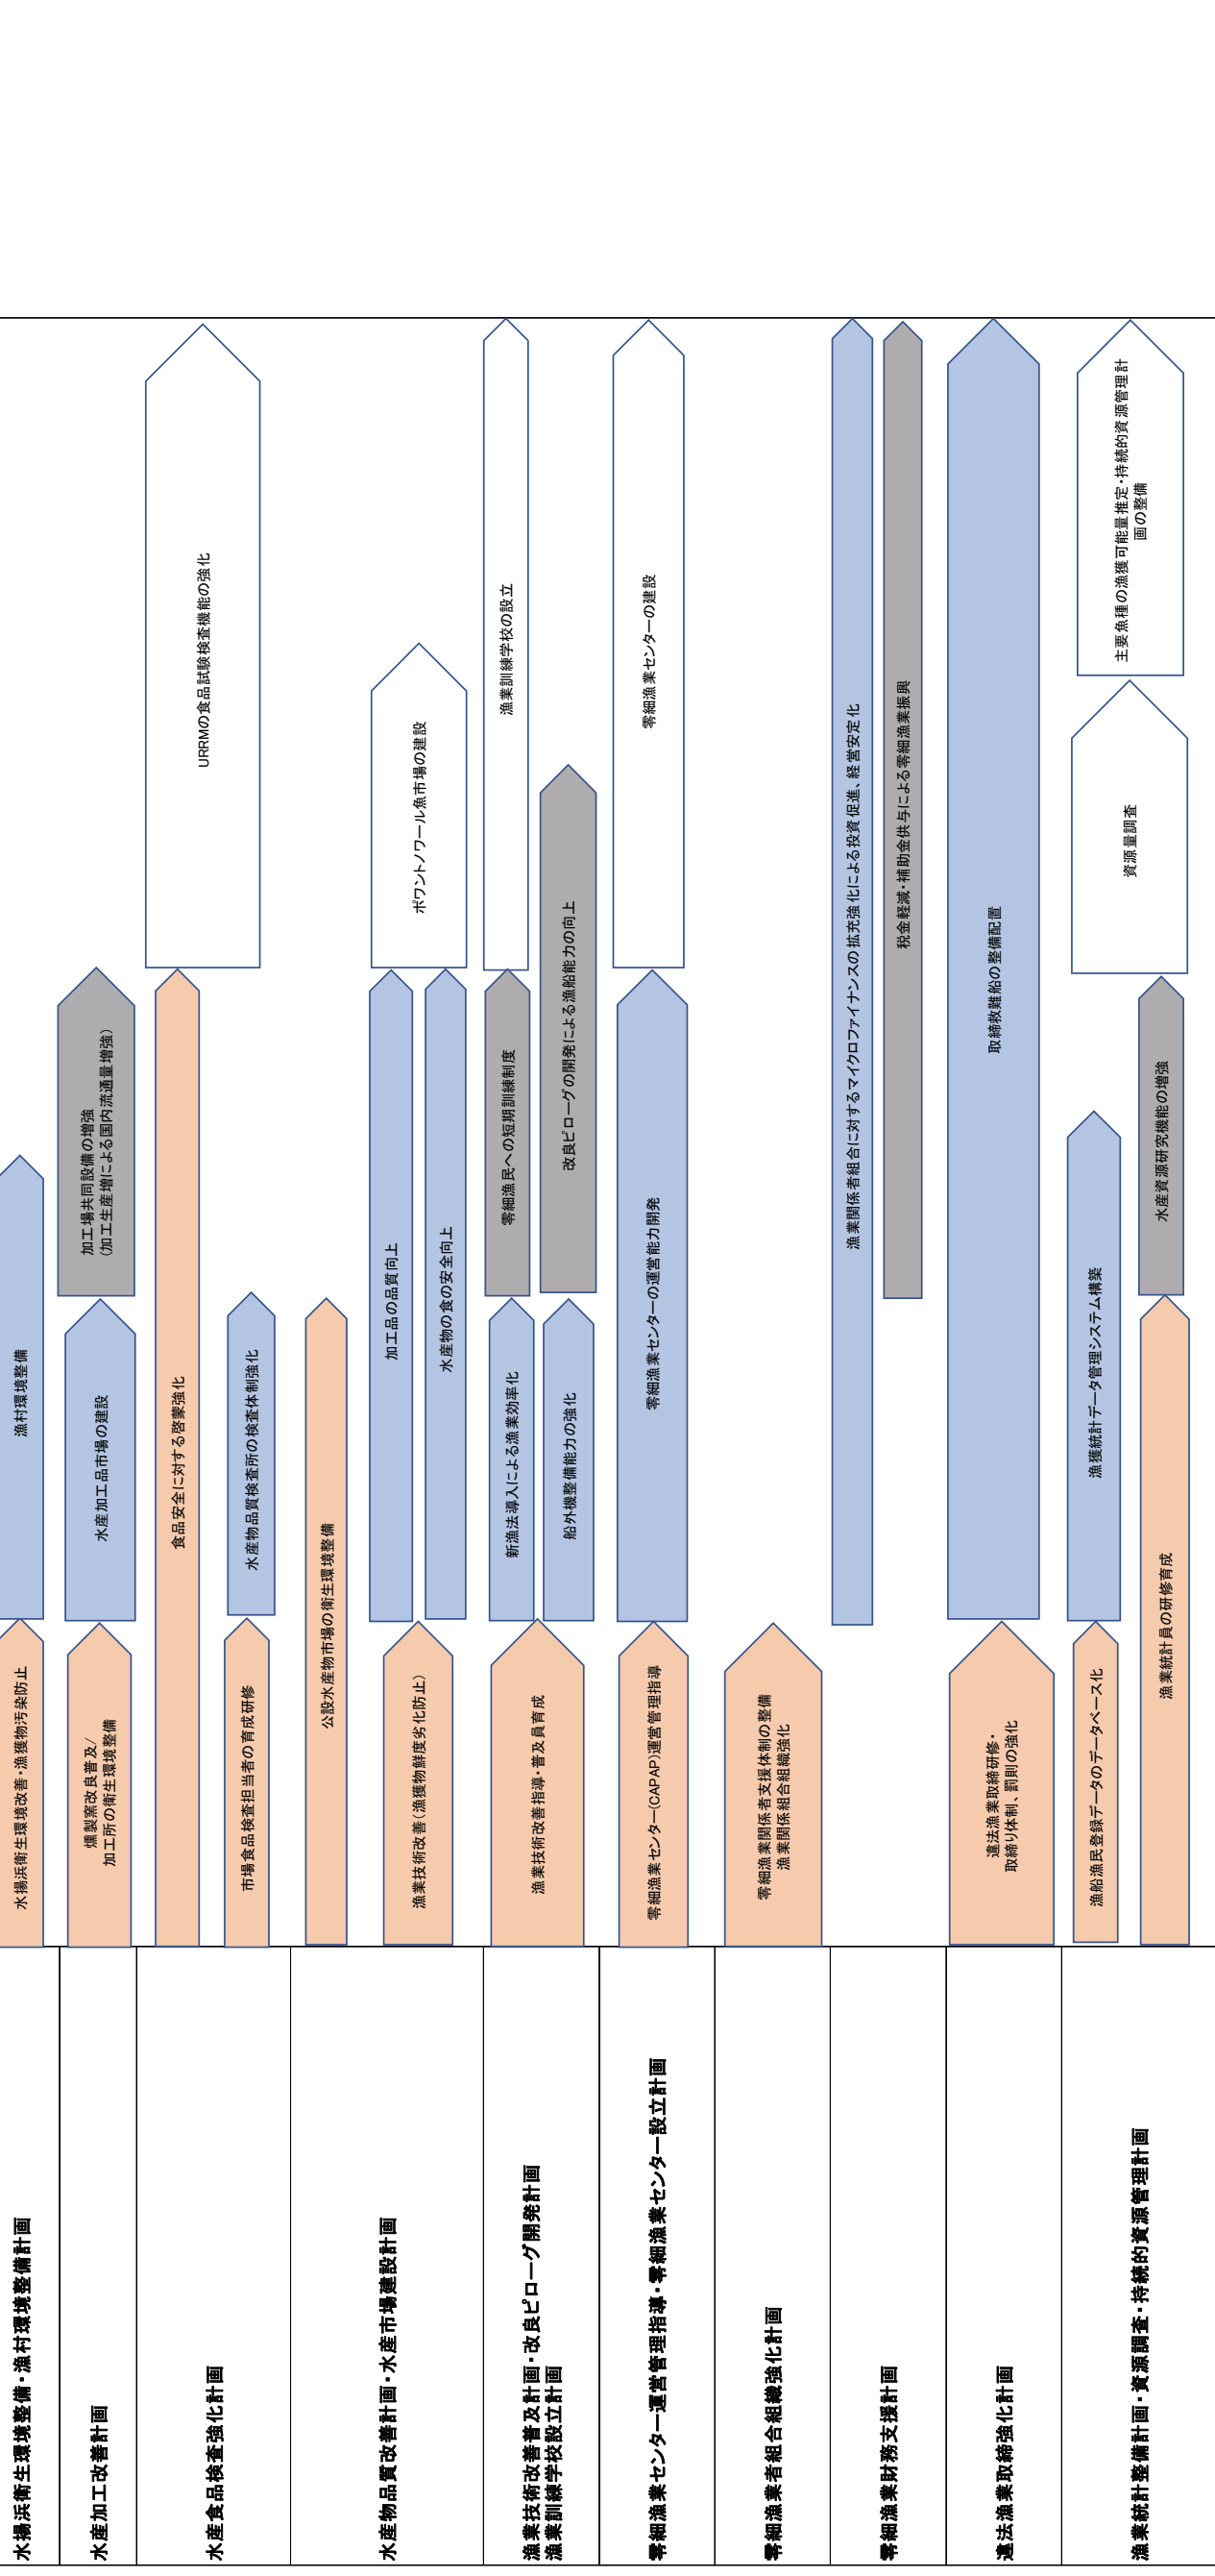 水揚浜衛生環境整備・漁村環境整備計画
水揚浜衛生環境改善・漁獲物汚染防止
漁村環境整備
水産加工改善計画
燻製窯改良普及/
加工所の衛生環境整備
水産加工品市場の建設
加工場共同設備の増強
(加工生産増による国内流通量増強)
水産食品検査強化計画
食品安全に対する啓蒙強化
URRMの食品試験検査機能の強化
市場食品検査担当者の育成研修
水産物品質検査所の検査体制強化
水産物品質改善計画・水産市場建設計画
公設水産物市場の衛生環境整備
漁業技術改善(漁獲物鮮度劣化防止)
加工品の品質向上
水産物の食の安全向上
ポワントノワール魚市場の建設
漁業技術改善普及計画・改良ピローグ開発計画
漁業訓練学校設立計画
漁業技術改善指導・普及員育成
新漁法導入による漁業効率化
零細漁民への短期訓練制度
漁業訓練学校の設立
船外機整備能力の強化
改良ピローグの開発による漁船能力の向上
零細漁業センター運営管理指導・零細漁業センター設立計画
零細漁業センター(CAPAP)運営管理指導
零細漁業センターの運営能力開発
零細漁業センターの建設
零細漁業者組合組織強化計画
零細漁業関係者支援体制の整備
漁業関係組合組織強化
零細漁業財務支援計画
漁業関係者組合に対するマイクロファイナンスの拡充強化による投資促進、経営安定化
税金軽減・補助金供与による零細漁業振興
違法漁業取締強化計画
違法漁業取締研修・
取締り体制、罰則の強化
取締救難船の整備配置
漁業統計整備計画・資源調査・持続的資源管理計画
漁船漁民登録データのデータベース化
漁獲統計データ管理システム構築
資源量調査
主要魚種の漁獲可能量推定・持続的資源管理計
画の整備
漁業統計員の研修育成
水産資源研究機能の増強